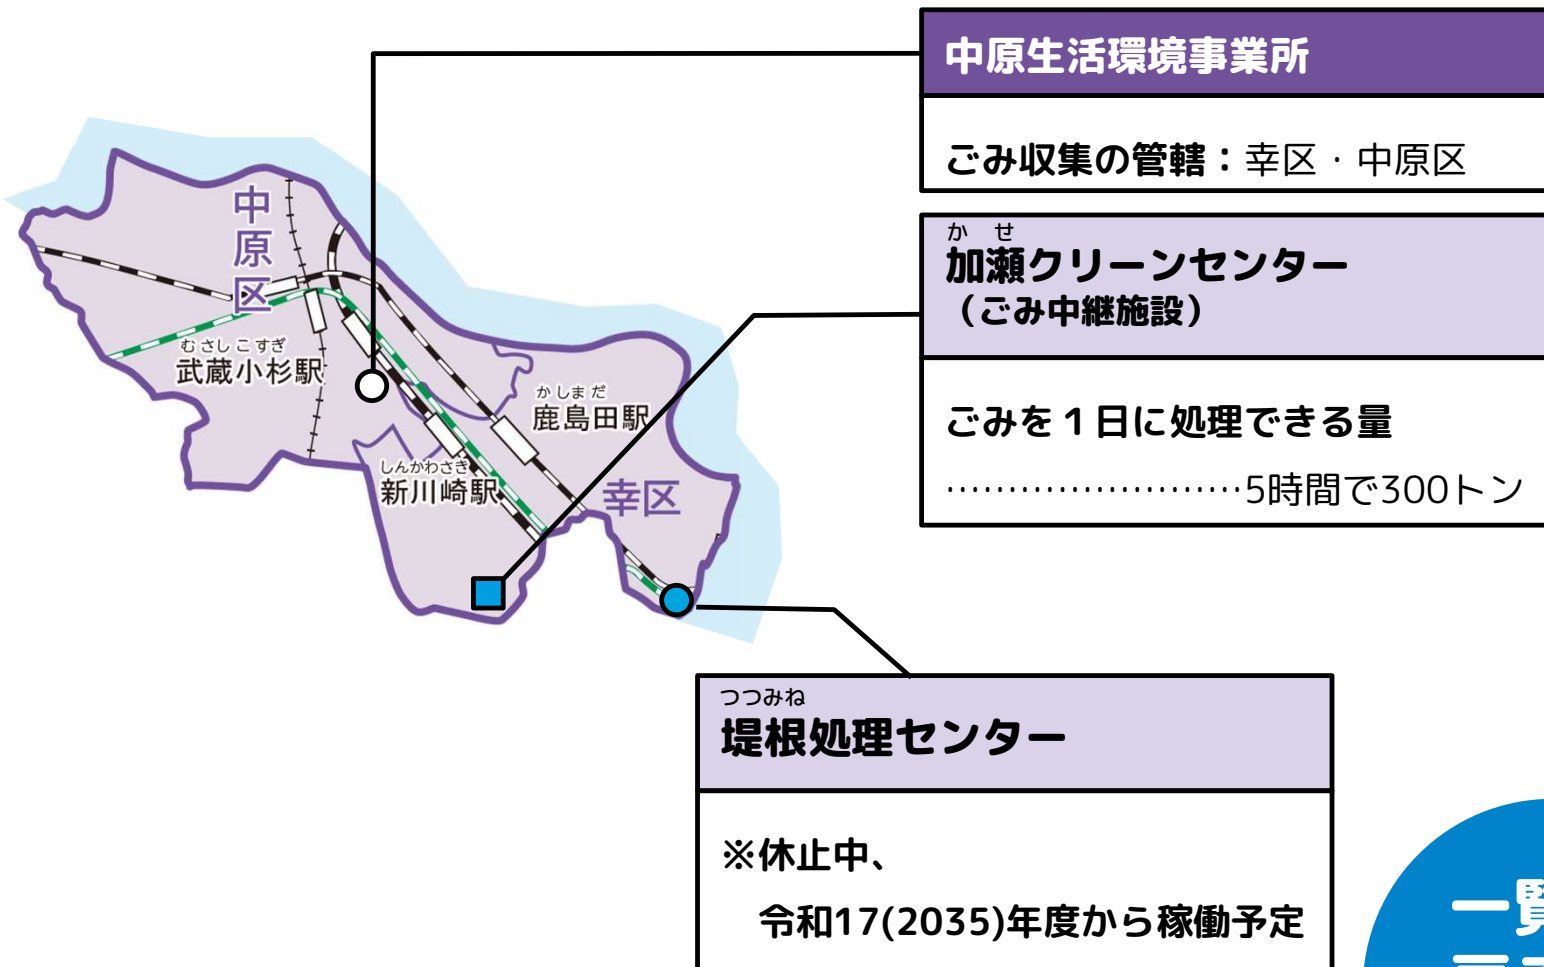 中原生活環境事業所
ごみ収集の管轄：幸区・中原区
かせ
加瀬クリーンセンター
（ごみ中継施設）
ごみを１日に処理できる量
……………………5時間で300トン
中原区
むさしこすぎ
武蔵小杉駅
かしまだ
鹿島田駅
しんかわさき
新川崎駅
幸区
つつみね
堤根処理センター
※休止中、
令和17(2035)年度から稼働予定
一覧